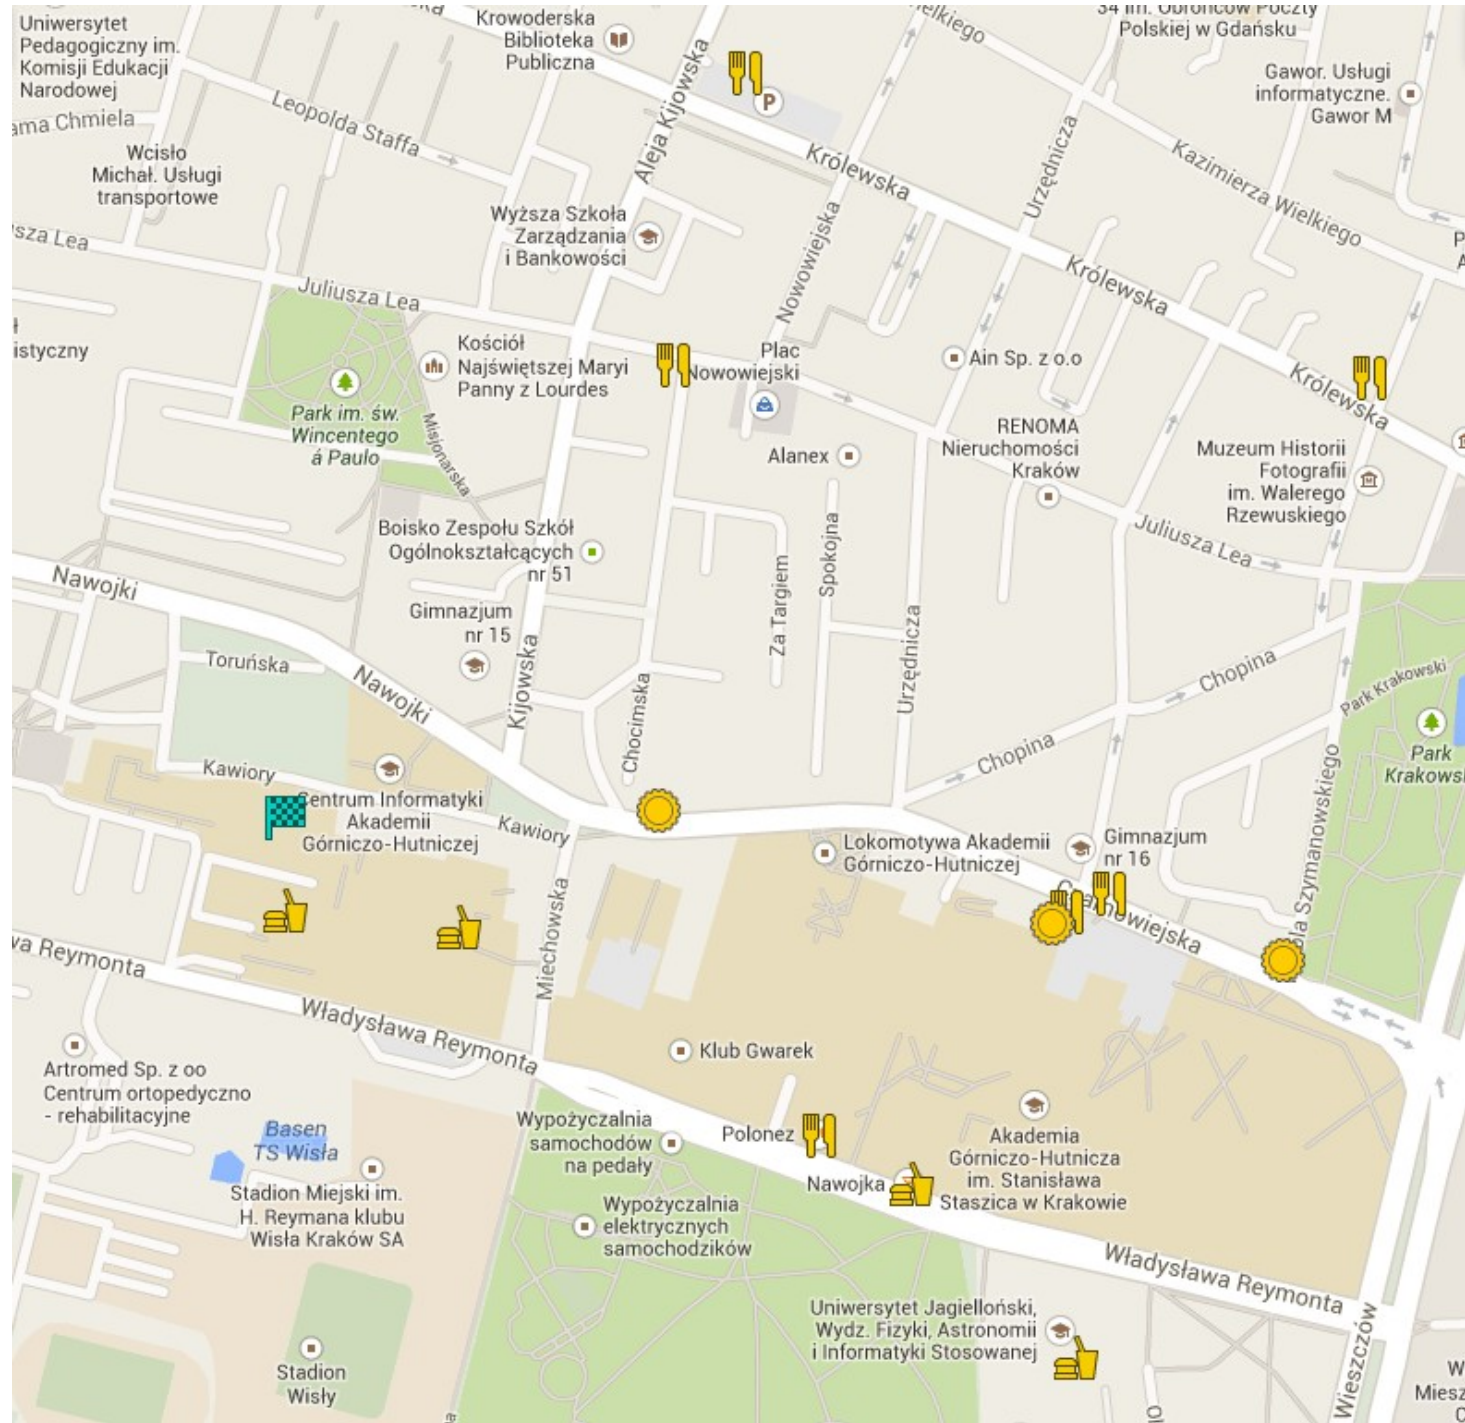 Uniwersytet
Pedagogiczny im.
Komisji Edukacji
Narodowej
Krowoderska
Biblioteka
Publiczna
Aleja Kijowska
P
Polskiej w Gdańsku
Gawor. Usługi
informatyczne.
Gawor M
Leopolda Staffa
Chmiela
Wcisło
Michał. Usługi
transportowe
Królewska
Urzędnicza
Kazimierza Wielkiego
Wyższa Szkoła
Zarządzania
i Bankowości
Nowowiejska
Lea
Królewska
Juliusza Lea
Kościół
Najświętszej Maryi
Panny z Lourdes
Plac
Nowowiejski
Ain Sp. z o.o
Królewska
Park im. św.
Wincentego
á Paulo
Misjonarska
Alanex
RENOMA
Nieruchomości
Kraków
Muzeum Historii
Fotografii
im. Walerego
Rzewuskiego
Boisko Zespołu Szkół
Ogólnokształcących
nr 51
Juliusza Lea
Nawojki
Gimnazjum
nr 15
Za Targiem
Spokojna
Urzędnicza
Toruńska
Nawojki
Kijowska
Chocimska
Chopina
Park Krakowski
Chopina
Park
Kawiory
Centrum Informatyki
Akademii
Górniczo-Hutniczej
Kawiory
Lokomotywa Akademii
Górniczo-Hutniczej
Gimnazjum
nr 16
Szymanowskiego
Miechowska
Reymonta
Władysława Reymonta
Klub Gwarek
Artromed Sp. z oo
Centrum ortopedyczno
- rehabilitacyjne
Basen
TS Wisła
Wypożyczalnia
samochodów
na pedały
Polonez
Akademia
Górniczo-Hutnicza
im. Stanisława
Staszica w Krakowie
Nawojka
Stadion Miejski im.
H. Reymana klubu
Wisła Kraków SA
Wypożyczalnia
elektrycznych
samochodzików
Władysława Reymonta
Uniwersytet Jagielloński,
Wydz. Fizyki, Astronomii
i Informatyki Stosowanej
Stadion
Wisły
Wieszczów